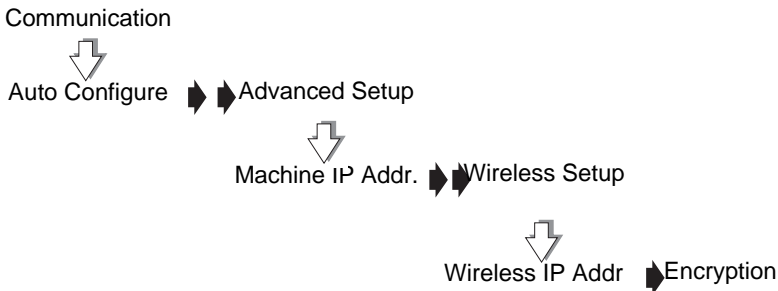 Communication
Auto Configure Advanced Setup
Machine IP Addr. Wireless Setup
Wireless IP Addr Encryption